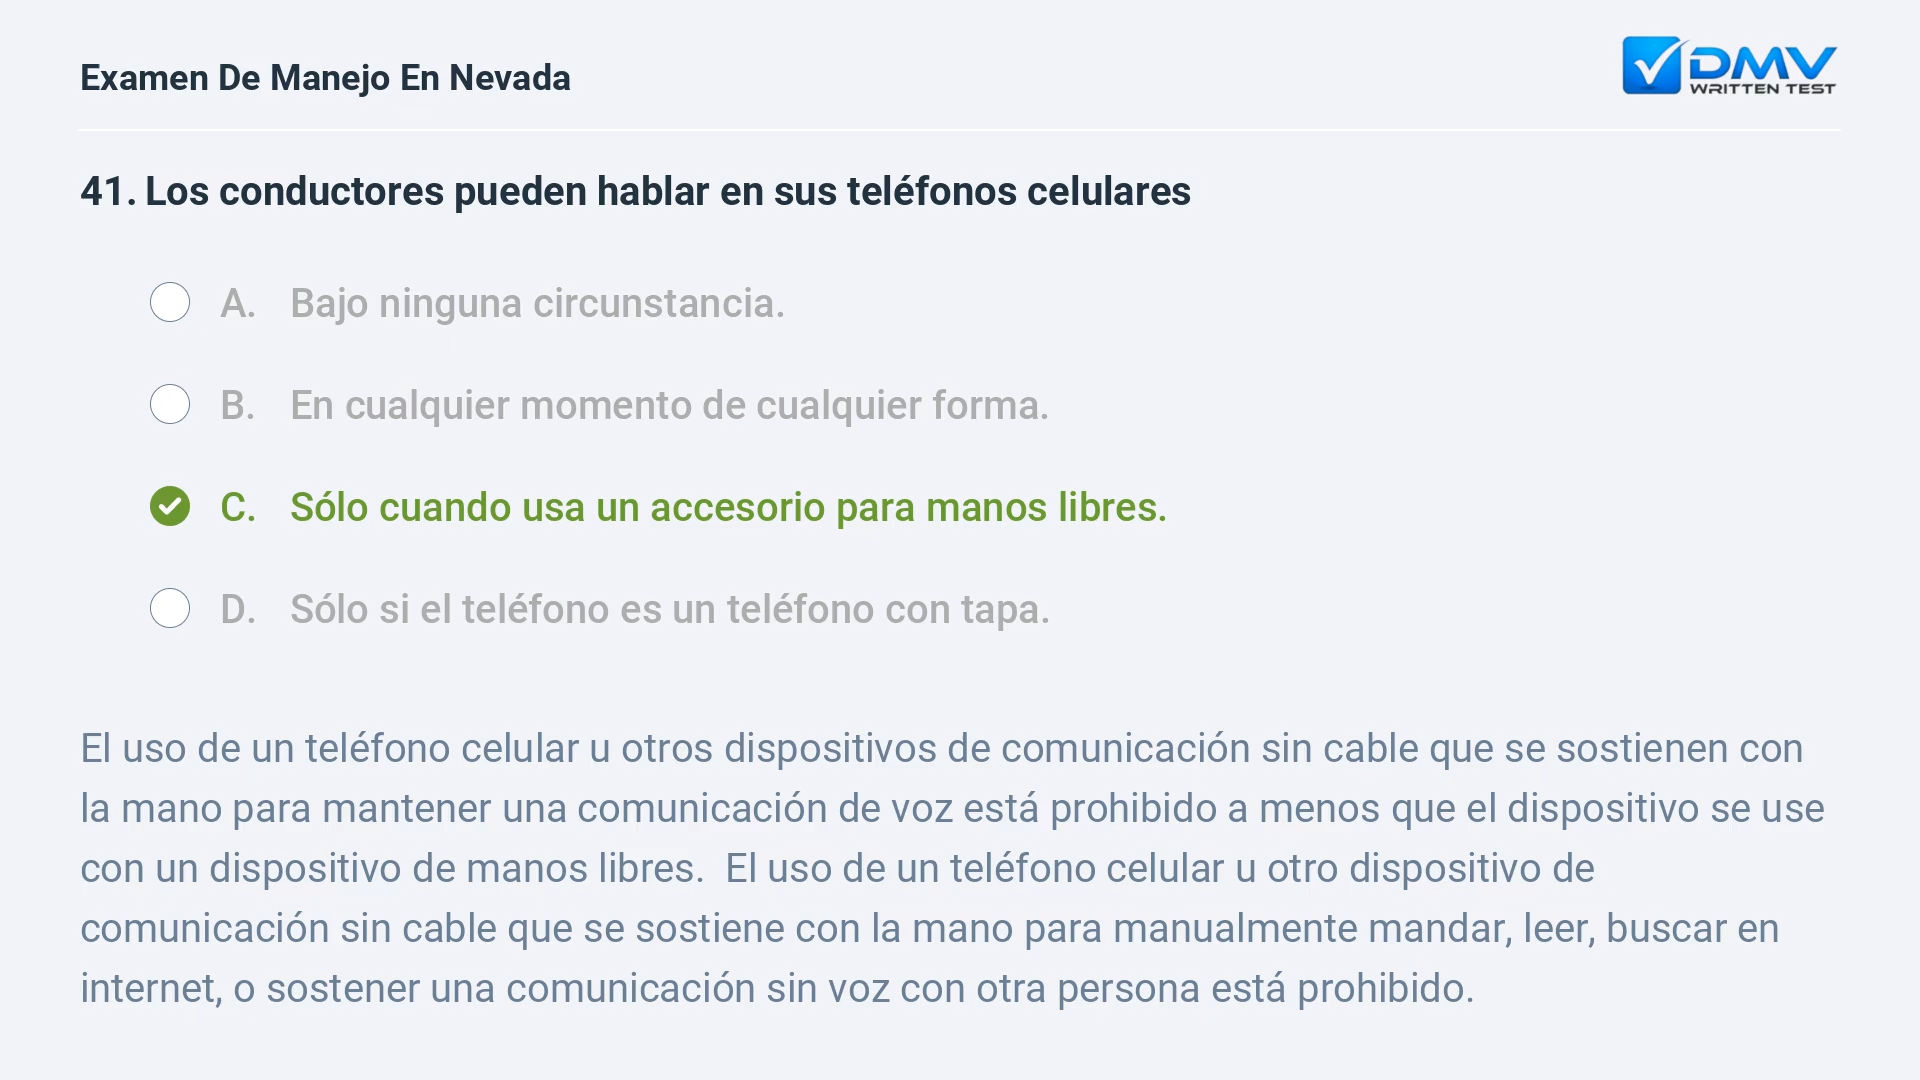 Examen De Manejo En Nevada
DMV
WRITTEN TEST
41. Los conductores pueden hablar en sus teléfonos celulares
A. Bajo ninguna circunstancia.
B. En cualquier momento de cualquier forma.
C. Sólo cuando usa un accesorio para manos libres.
D. Sólo si el teléfono es un teléfono con tapa.
El uso de un teléfono celular u otros dispositivos de comunicación sin cable que se sostienen con
la mano para mantener una comunicación de voz está prohibido a menos que el dispositivo se use
con un dispositivo de manos libres.  El uso de un teléfono celular u otro dispositivo de
comunicación sin cable que se sostiene con la mano para manualmente mandar, leer, buscar en
internet, o sostener una comunicación sin voz con otra persona está prohibido.